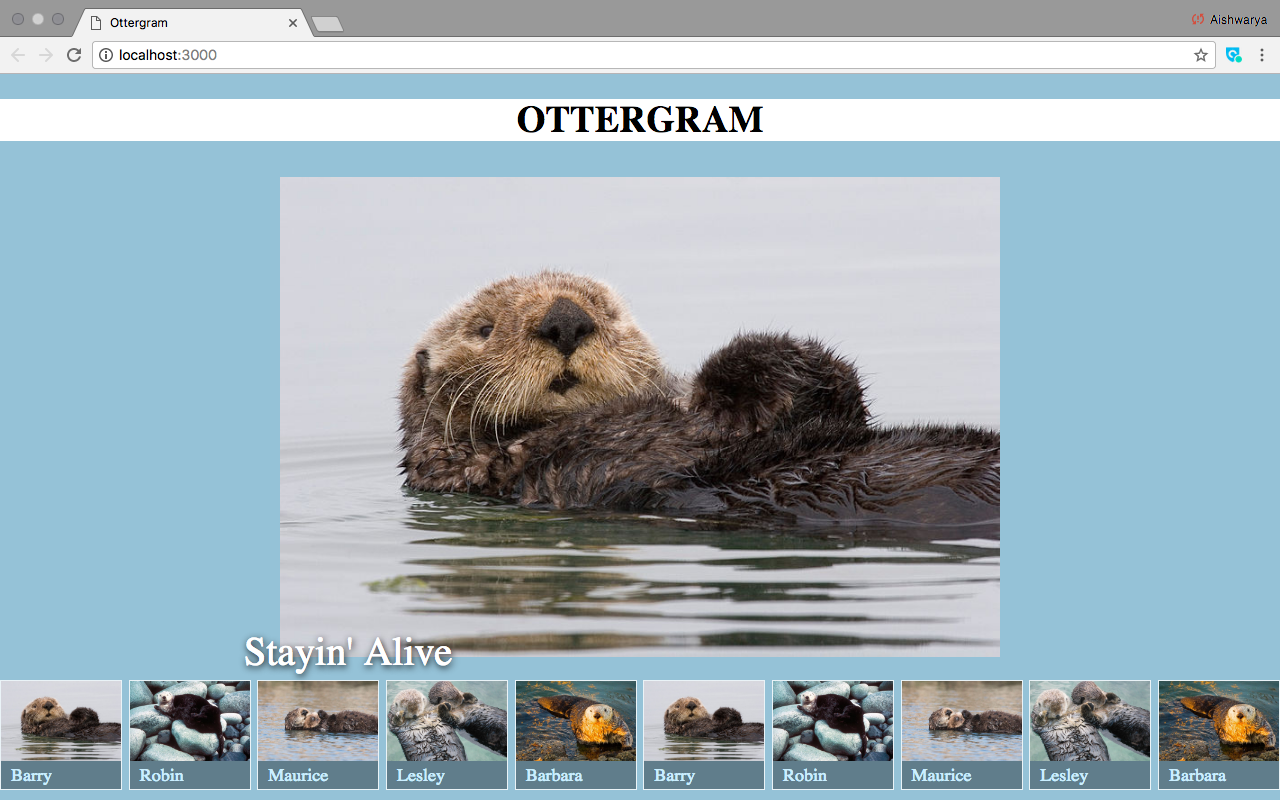 Ottergram
Aishwarya
localhost:3000
OTTERGRAM
Stayin' Alive
Barry
Robin
Maurice
Lesley
Barbara
Barry
Robin
Maurice
Lesley
Barbara